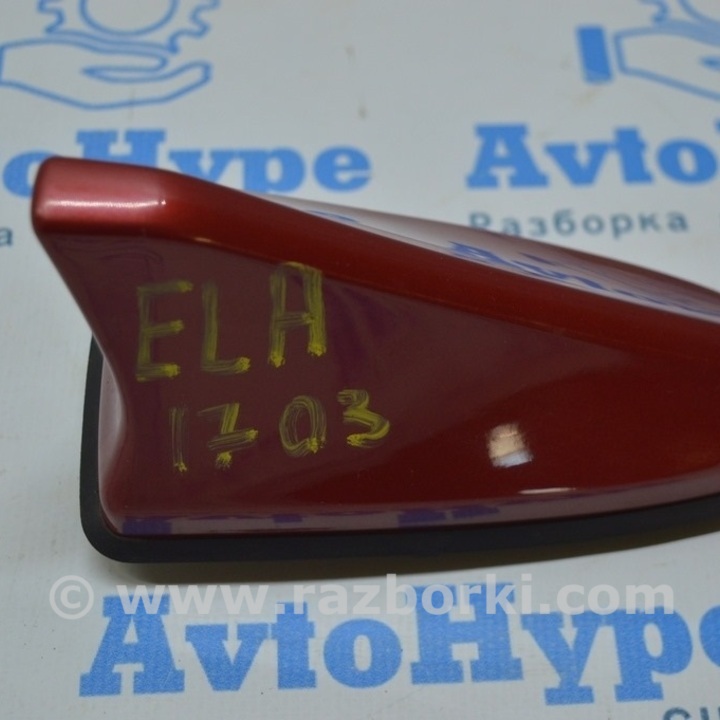 AvtoHype
AvtoH
Разборка
а
ELA
1703
© www.razborki.com
AvtoHype